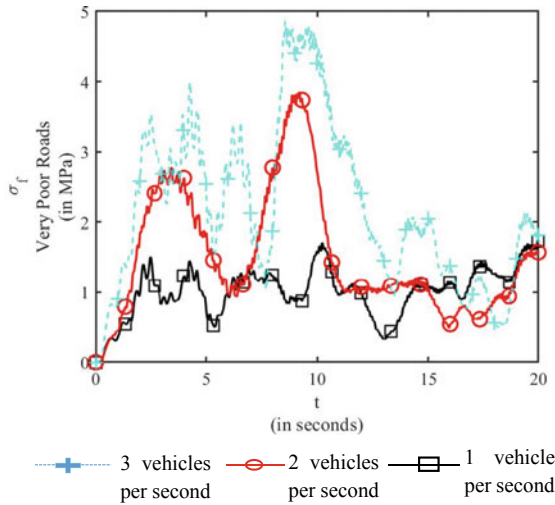 5
4
3
2
1
0
σf
Very Poor Roads
(in MPa)
0 5 10 15 20
t
(in seconds)
3 vehicles per second
2 vehicles per second
1 vehicle per second